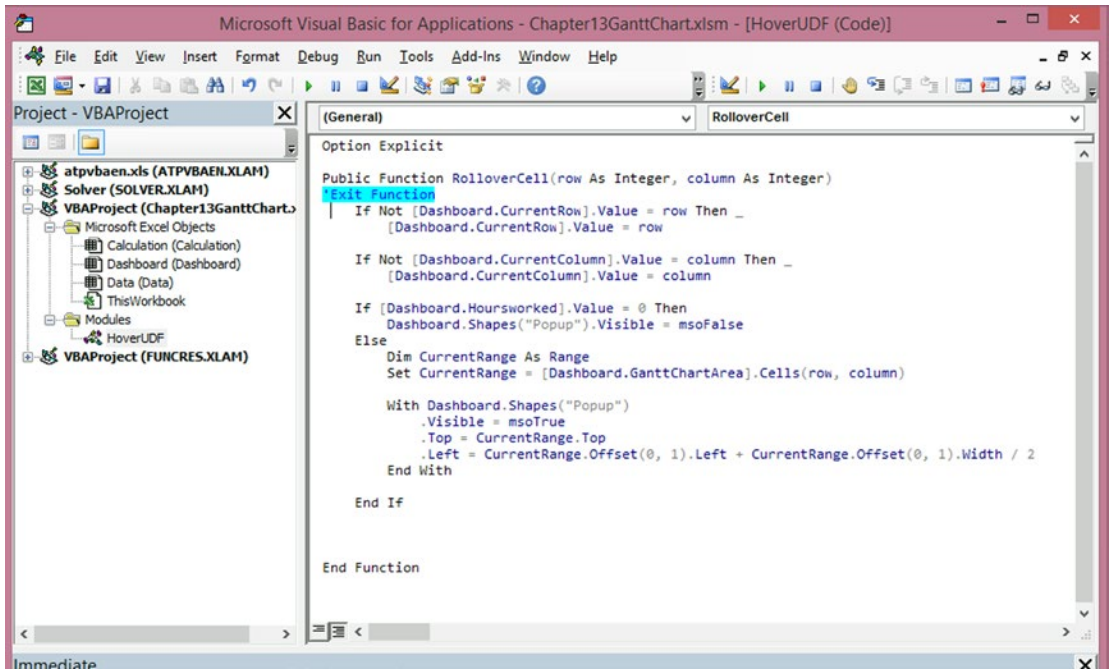 Microsoft Visual Basic for Applications - Chapter13GanttChart.xlsm - [HoverUDF (Code)]
File Edit View Insert Format Debug Run Tools Add-Ins Window Help
Project - VBAProject
atpvbaen.xls (ATPVBAEN.XLAM)
Solver (SOLVER.XLAM)
VBAProject (Chapter13GanttChart.x
Microsoft Excel Objects
Calculation (Calculation)
Dashboard (Dashboard)
Data (Data)
ThisWorkbook
Modules
HoverUDF
VBAProject (FUNCRES.XLAM)
(General) RolloverCell
Option Explicit
Public Function RolloverCell(row As Integer, column As Integer)
'Exit Function
If Not [Dashboard.CurrentRow].Value = row Then _
[Dashboard.CurrentRow].Value = row
If Not [Dashboard.CurrentColumn].Value = column Then _
[Dashboard.CurrentColumn].Value = column
If [Dashboard.Hoursworked].Value = 0 Then
Dashboard.Shapes("Popup").Visible = msoFalse
Else
Dim CurrentRange As Range
Set CurrentRange = [Dashboard.GanttChartArea].Cells(row, column)
With Dashboard.Shapes("Popup")
.Visible = msoTrue
.Top = CurrentRange.Top
.Left = CurrentRange.Offset(0, 1).Left + CurrentRange.Offset(0, 1).Width / 2
End With
End If
End Function
Immediate